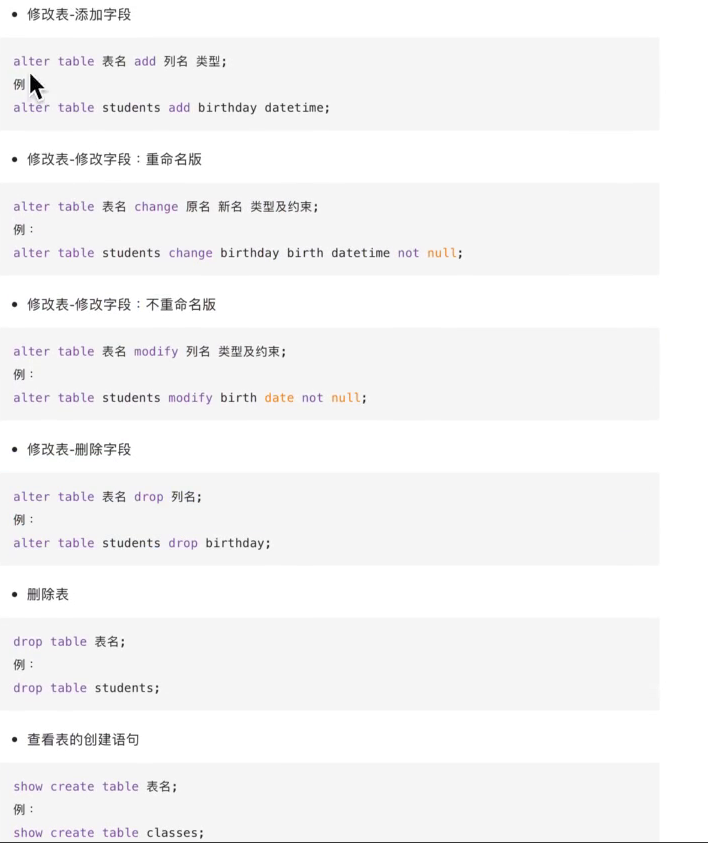 修改表-添加字段
alter table 表名 add 列名 类型;
例
alter table students add birthday datetime;
修改表-修改字段：重命名版
alter table 表名 change 原名 新名 类型及约束;
例：
alter table students change birthday birth datetime not null;
修改表-修改字段：不重命名版
alter table 表名 modify 列名 类型及约束;
例：
alter table students modify birth date not null;
修改表-删除字段
alter table 表名 drop 列名;
例：
alter table students drop birthday;
删除表
drop table 表名;
例：
drop table students;
查看表的创建语句
show create table 表名;
例：
show create table classes;